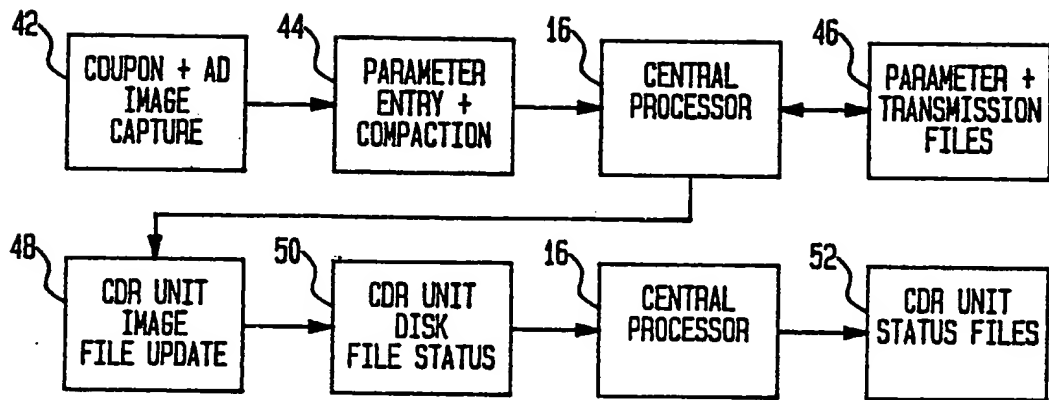 42
COUPON + AD
IMAGE
CAPTURE
44
PARAMETER
ENTRY +
COMPACTION
16
CENTRAL
PROCESSOR
46
PARAMETER +
TRANSMISSION
FILES
48
CDR UNIT
IMAGE
FILE UPDATE
50
CDR UNIT
DISK
FILE STATUS
16
CENTRAL
PROCESSOR
52
CDR UNIT
STATUS FILES